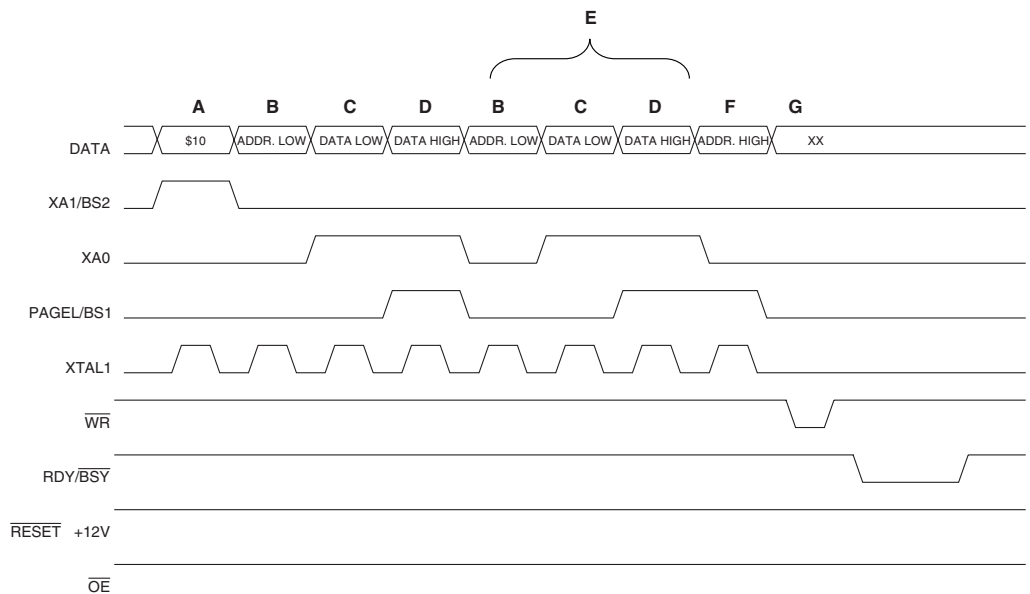 E
A B C D B C D F G
DATA $10 ADDR. LOW DATA LOW DATA HIGH ADDR. LOW DATA LOW DATA HIGH ADDR. HIGH XX
XA1/BS2
XA0
PAGEL/BS1
XTAL1
WR
RDY/BSY
RESET +12V
OE